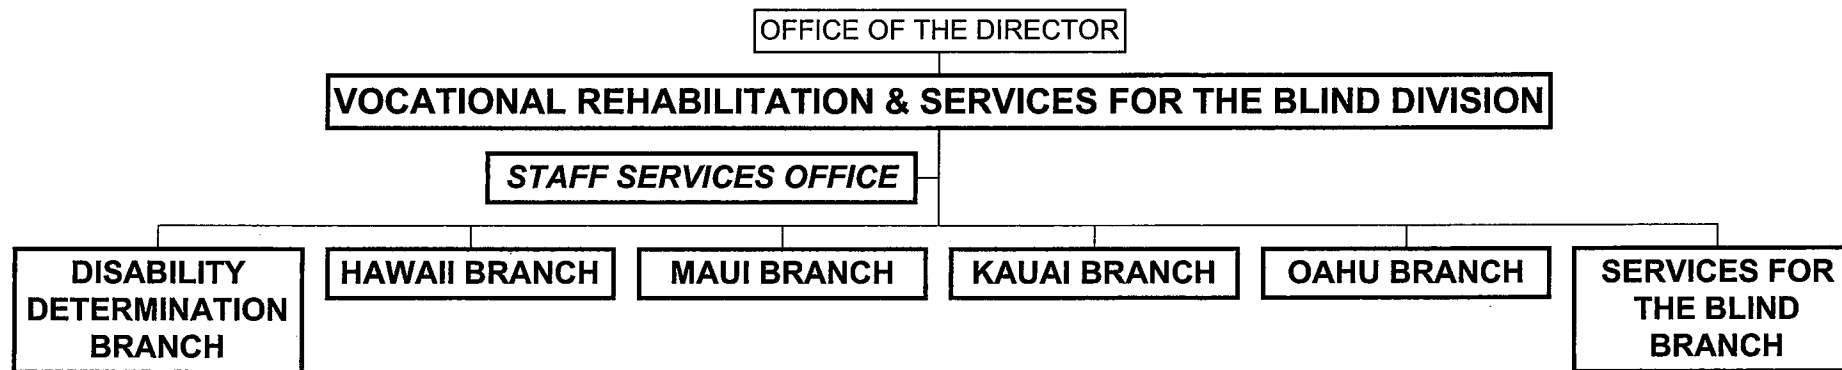 OFFICE OF THE DIRECTOR
VOCATIONAL REHABILITATION & SERVICES FOR THE BLIND DIVISION
STAFF SERVICES OFFICE
DISABILITY
DETERMINATION
BRANCH
HAWAII BRANCH
MAUI BRANCH
KAUAI BRANCH
OAHU BRANCH
SERVICES FOR
THE BLIND
BRANCH